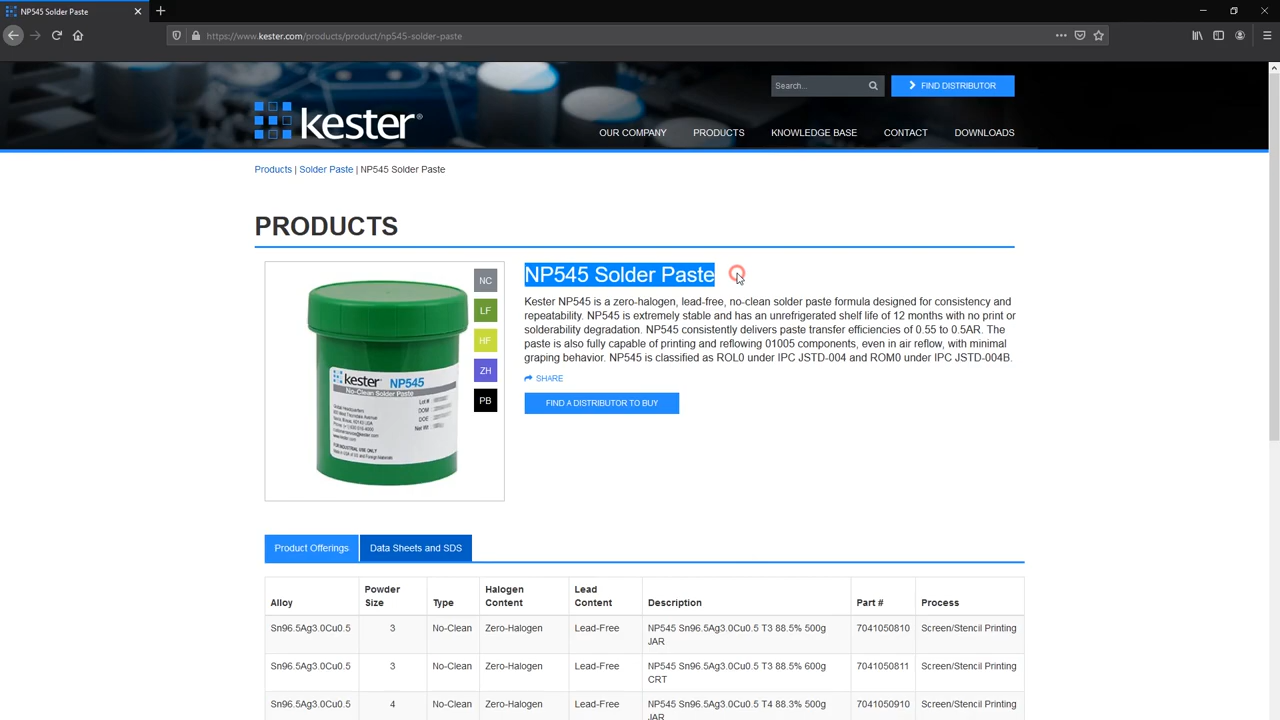 NP545 Solder Paste
https://www.kester.com/products/product/np545-solder-paste
Search...
FIND DISTRIBUTOR
kester®
OUR COMPANY PRODUCTS KNOWLEDGE BASE CONTACT DOWNLOADS
Products | Solder Paste | NP545 Solder Paste
PRODUCTS
NC
LF
HF
ZH
PB
kester NP545
No-Clean Solder Paste
NP545 Solder Paste
Kester NP545 is a zero-halogen, lead-free, no-clean solder paste formula designed for consistency and
repeatability. NP545 is extremely stable and has an unrefrigerated shelf life of 12 months with no print or
solderability degradation. NP545 consistently delivers paste transfer efficiencies of 0.55 to 0.5AR. The
paste is also fully capable of printing and reflowing 01005 components, even in air reflow, with minimal
graping behavior. NP545 is classified as ROL0 under IPC JSTD-004 and ROM0 under IPC JSTD-004B.
SHARE
FIND A DISTRIBUTOR TO BUY
Product Offerings Data Sheets and SDS
Alloy Powder Size Type Halogen Content Lead Content Description Part # Process
Sn96.5Ag3.0Cu0.5 3 No-Clean Zero-Halogen Lead-Free NP545 Sn96.5Ag3.0Cu0.5 T3 88.5% 500g JAR 7041050810 Screen/Stencil Printing
Sn96.5Ag3.0Cu0.5 3 No-Clean Zero-Halogen Lead-Free NP545 Sn96.5Ag3.0Cu0.5 T3 88.5% 600g CRT 7041050811 Screen/Stencil Printing
Sn96.5Ag3.0Cu0.5 4 No-Clean Zero-Halogen Lead-Free NP545 Sn96.5Ag3.0Cu0.5 T4 88.3% 500g JAR 7041050910 Screen/Stencil Printing